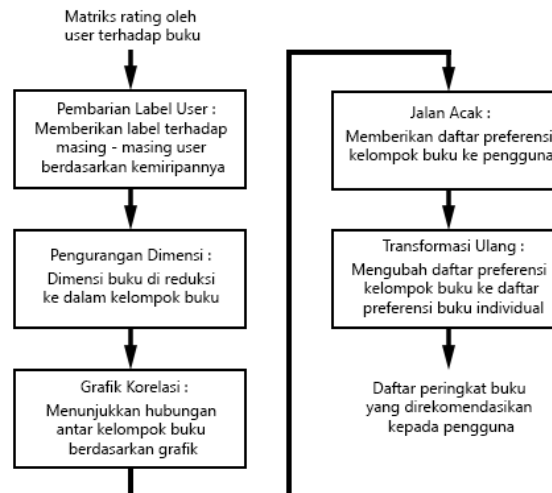 Matriks rating oleh
user terhadap buku
Pembarian Label User :
Memberikan label terhadap
masing - masing user
berdasarkan kemiripannya
Pengurangan Dimensi :
Dimensi buku di reduksi
ke dalam kelompok buku
Grafik Korelasi :
Menunjukkan hubungan
antar kelompok buku
berdasarkan grafik
Jalan Acak :
Memberikan daftar preferensi
kelompok buku ke pengguna
Transformasi Ulang :
Mengubah daftar preferensi
kelompok buku ke daftar
preferensi buku individual
Daftar peringkat buku
yang direkomendasikan
kepada pengguna